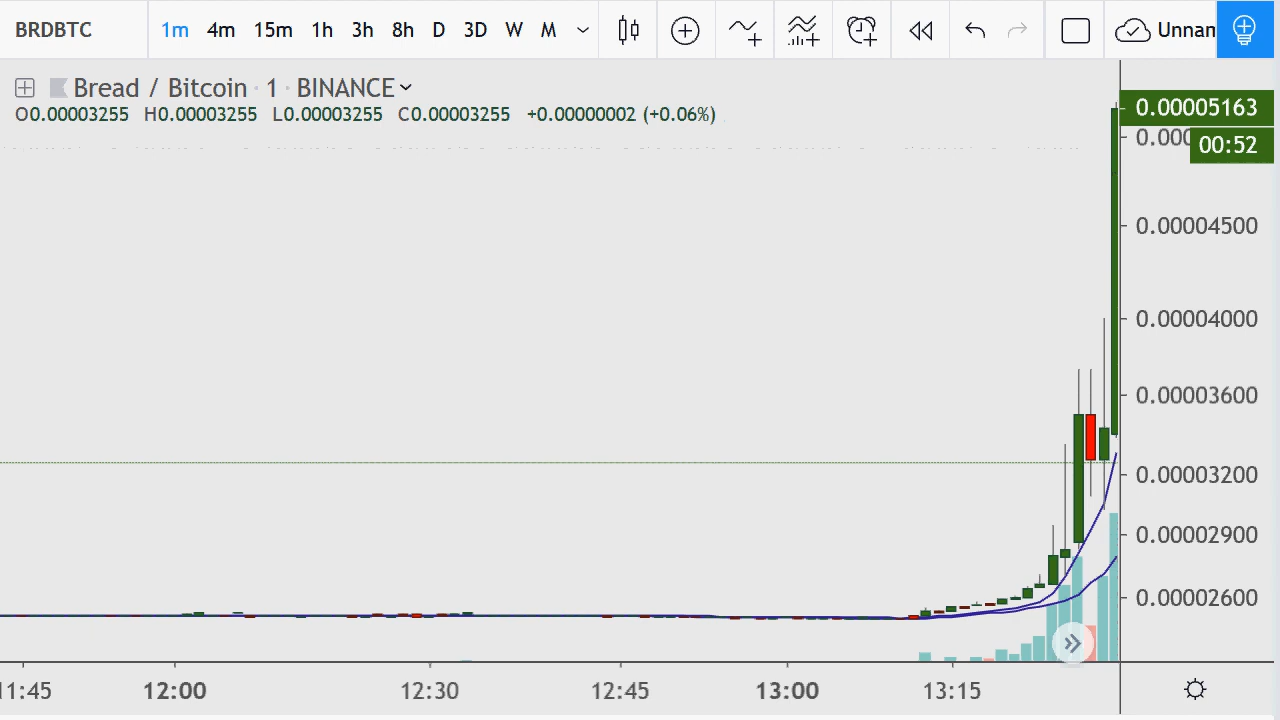 BRDBTC 1m 4m 15m 1h 3h 8h D 3D W M Unnan
Bread / Bitcoin · 1 · BINANCE
O0.00003255 H0.00003255 L0.00003255 C0.00003255 +0.00000002 (+0.06%)
0.00005163
0.000
00:52
0.00004500
0.00004000
0.00003600
0.00003200
0.00002900
0.00002600
11:45 12:00 12:30 12:45 13:00 13:15